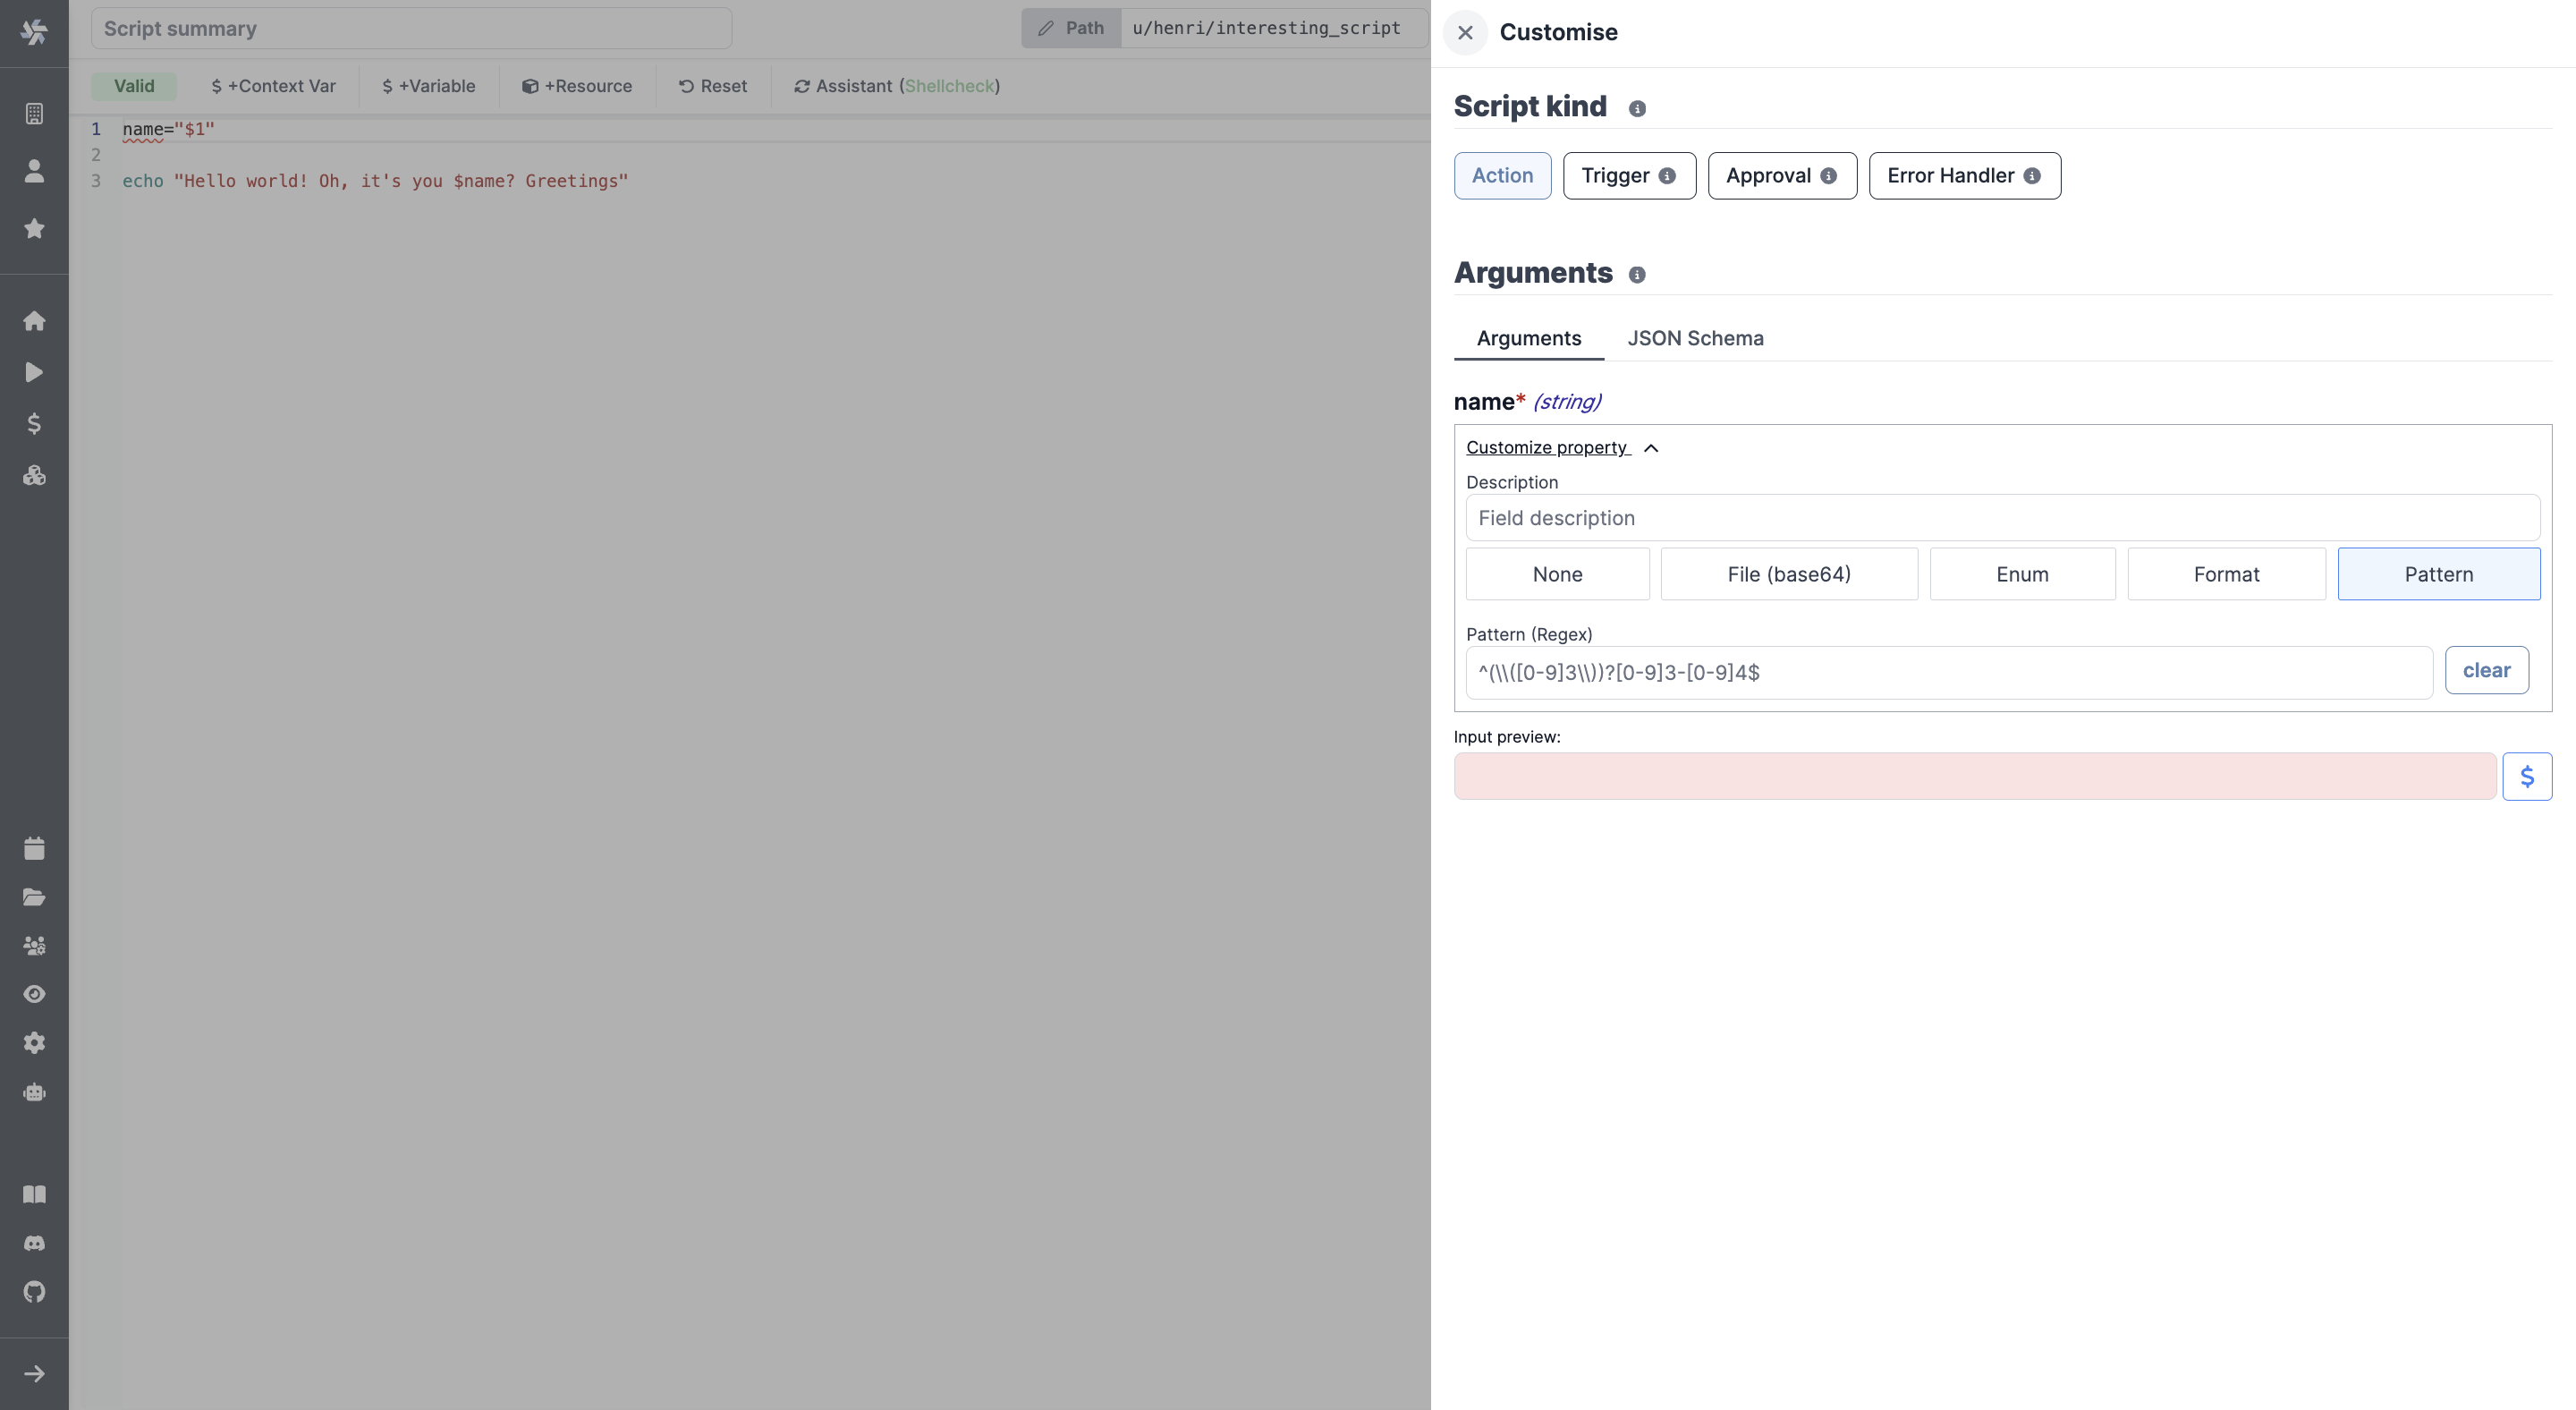 Script summary
Path u/henri/interesting_script
Valid $ +Context Var $ +Variable +Resource Reset Assistant (Shellcheck)
1 name="$1"
2
3 echo "Hello world! Oh, it's you $name? Greetings"
Customise
Script kind
Action Trigger Approval Error Handler
Arguments
Arguments JSON Schema
name* (string)
Customize property
Description
Field description
None File (base64) Enum Format Pattern
Pattern (Regex)
^(\\([0-9]3\\))?[0-9]3-[0-9]4$ clear
Input preview:
$